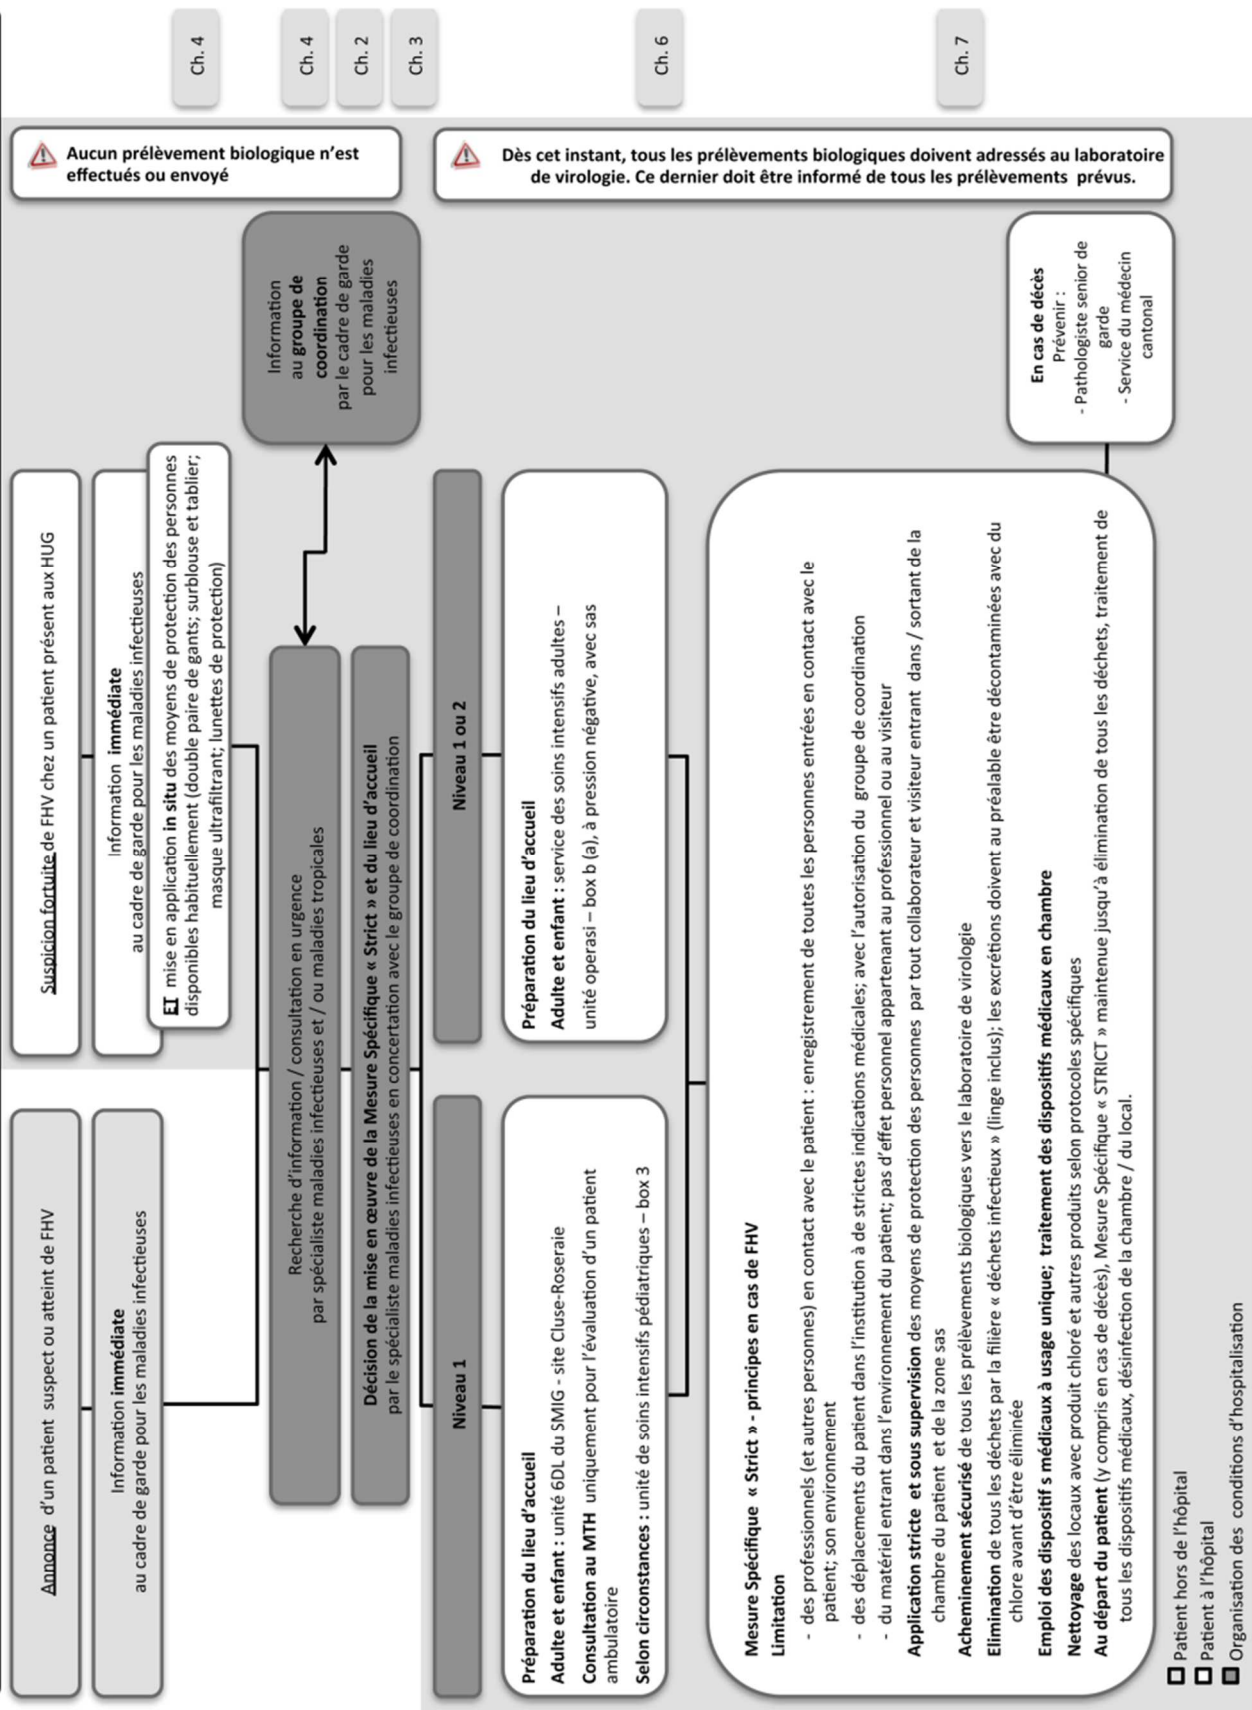 Annonce d'un patient suspect ou atteint de FHV
Information immédiate
au cadre de garde pour les maladies infectieuses
Suspicion fortuite de FHV chez un patient présent aux HUG
Information immédiate
au cadre de garde pour les maladies infectieuses
ET mise en application in situ des moyens de protection des personnes
disponibles habituellement (double paire de gants; surblouse et tablier;
masque ultrafiltrant; lunettes de protection)
Aucun prélèvement biologique n'est
effectués ou envoyé
Ch. 4
Recherche d'information / consultation en urgence
par spécialiste maladies infectieuses et / ou maladies tropicales
Information
au groupe de
coordination
par le cadre de garde
pour les maladies
infectieuses
Ch. 4
Décision de la mise en œuvre de la Mesure Spécifique « Strict » et du lieu d'accueil
par le spécialiste maladies infectieuses en concertation avec le groupe de coordination
Ch. 2
Ch. 3
Niveau 1
Niveau 1 ou 2
Dès cet instant, tous les prélèvements biologiques doivent adressés au laboratoire
de virologie. Ce dernier doit être informé de tous les prélèvements prévus.
Préparation du lieu d'accueil
Adulte et enfant : unité 6DL du SMIG - site Cluse-Roseraie
Consultation au MTH uniquement pour l'évaluation d'un patient
ambulatoire
Selon circonstances : unité de soins intensifs pédiatriques – box 3
Préparation du lieu d'accueil
Adulte et enfant : service des soins intensifs adultes –
unité operasi – box b (a), à pression négative, avec sas
Ch. 6
Mesure Spécifique « Strict » - principes en cas de FHV
Limitation
- des professionnels (et autres personnes) en contact avec le patient : enregistrement de toutes les personnes entrées en contact avec le
patient; son environnement
- des déplacements du patient dans l'institution à de strictes indications médicales; avec l'autorisation du groupe de coordination
- du matériel entrant dans l'environnement du patient; pas d'effet personnel appartenant au professionnel ou au visiteur
Application stricte et sous supervision des moyens de protection des personnes par tout collaborateur et visiteur entrant dans / sortant de la
chambre du patient et de la zone sas
Acheminement sécurisé de tous les prélèvements biologiques vers le laboratoire de virologie
Elimination de tous les déchets par la filière « déchets infectieux » (linge inclus); les excrétions doivent au préalable être décontaminées avec du
chlore avant d'être éliminée
Emploi des dispositif s médicaux à usage unique; traitement des dispositifs médicaux en chambre
Nettoyage des locaux avec produit chloré et autres produits selon protocoles spécifiques
Au départ du patient (y compris en cas de décès), Mesure Spécifique « STRICT » maintenue jusqu'à élimination de tous les déchets, traitement de
tous les dispositifs médicaux, désinfection de la chambre / du local.
Ch. 7
En cas de décès
Prévenir :
- Pathologiste senior de
garde
- Service du médecin
cantonal
Patient hors de l'hôpital
Patient à l'hôpital
Organisation des conditions d'hospitalisation